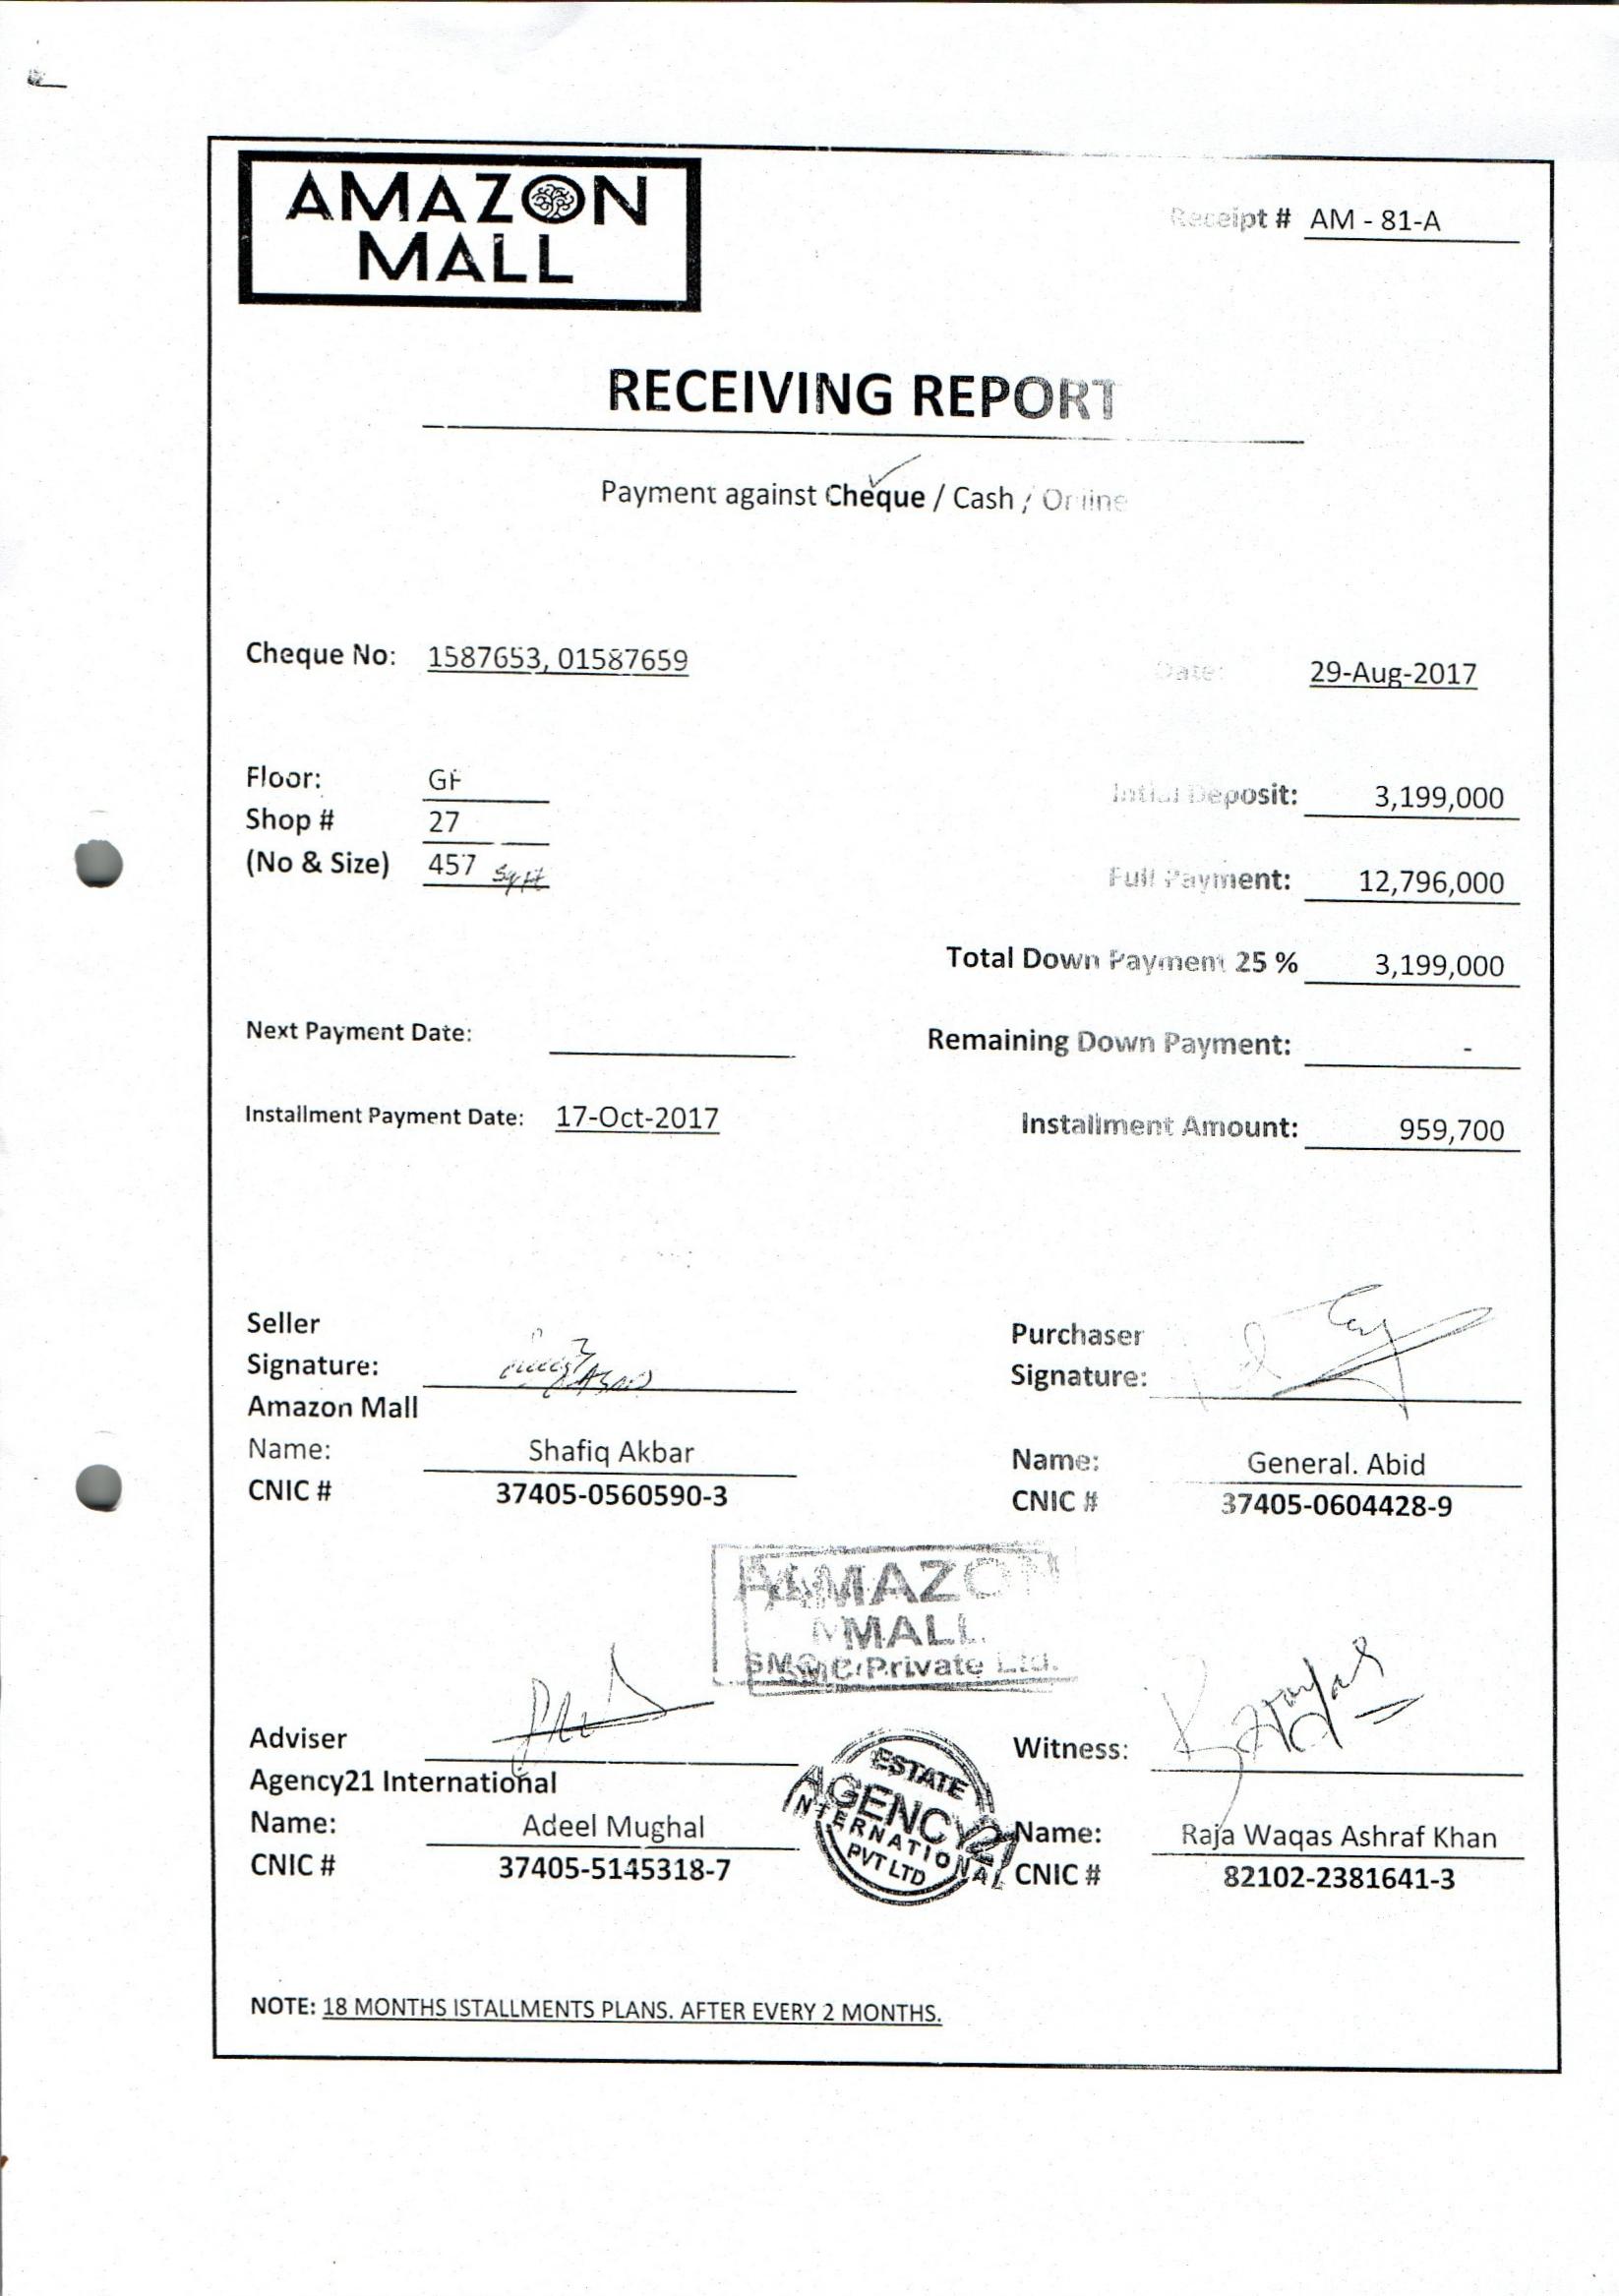 AMAZON
MALL
Receipt # AM - 81-A
RECEIVING REPORT
Payment against Cheque / Cash / Online
Cheque No: 1587653, 01587659
Date: 29-Aug-2017
Floor: GF
Intial Deposit: 3,199,000
Shop # 27
(No & Size) 457 Sq ft
Full Payment: 12,796,000
Total Down Payment 25 % 3,199,000
Next Payment Date:
Remaining Down Payment: -
Installment Payment Date: 17-Oct-2017
Installment Amount: 959,700
Seller
Signature:
Amazon Mall
Name: Shafiq Akbar
CNIC # 37405-0560590-3
Purchaser
Signature:
Name: General. Abid
CNIC # 37405-0604428-9
AMAZON
MALL
SMC Private Ltd.
Adviser
Agency21 International
Name: Adeel Mughal
CNIC # 37405-5145318-7
ESTATE
AGENCY21
INTERNATIONAL
PVT LTD
Witness:
Name: Raja Waqas Ashraf Khan
CNIC # 82102-2381641-3
NOTE: 18 MONTHS ISTALLMENTS PLANS. AFTER EVERY 2 MONTHS.